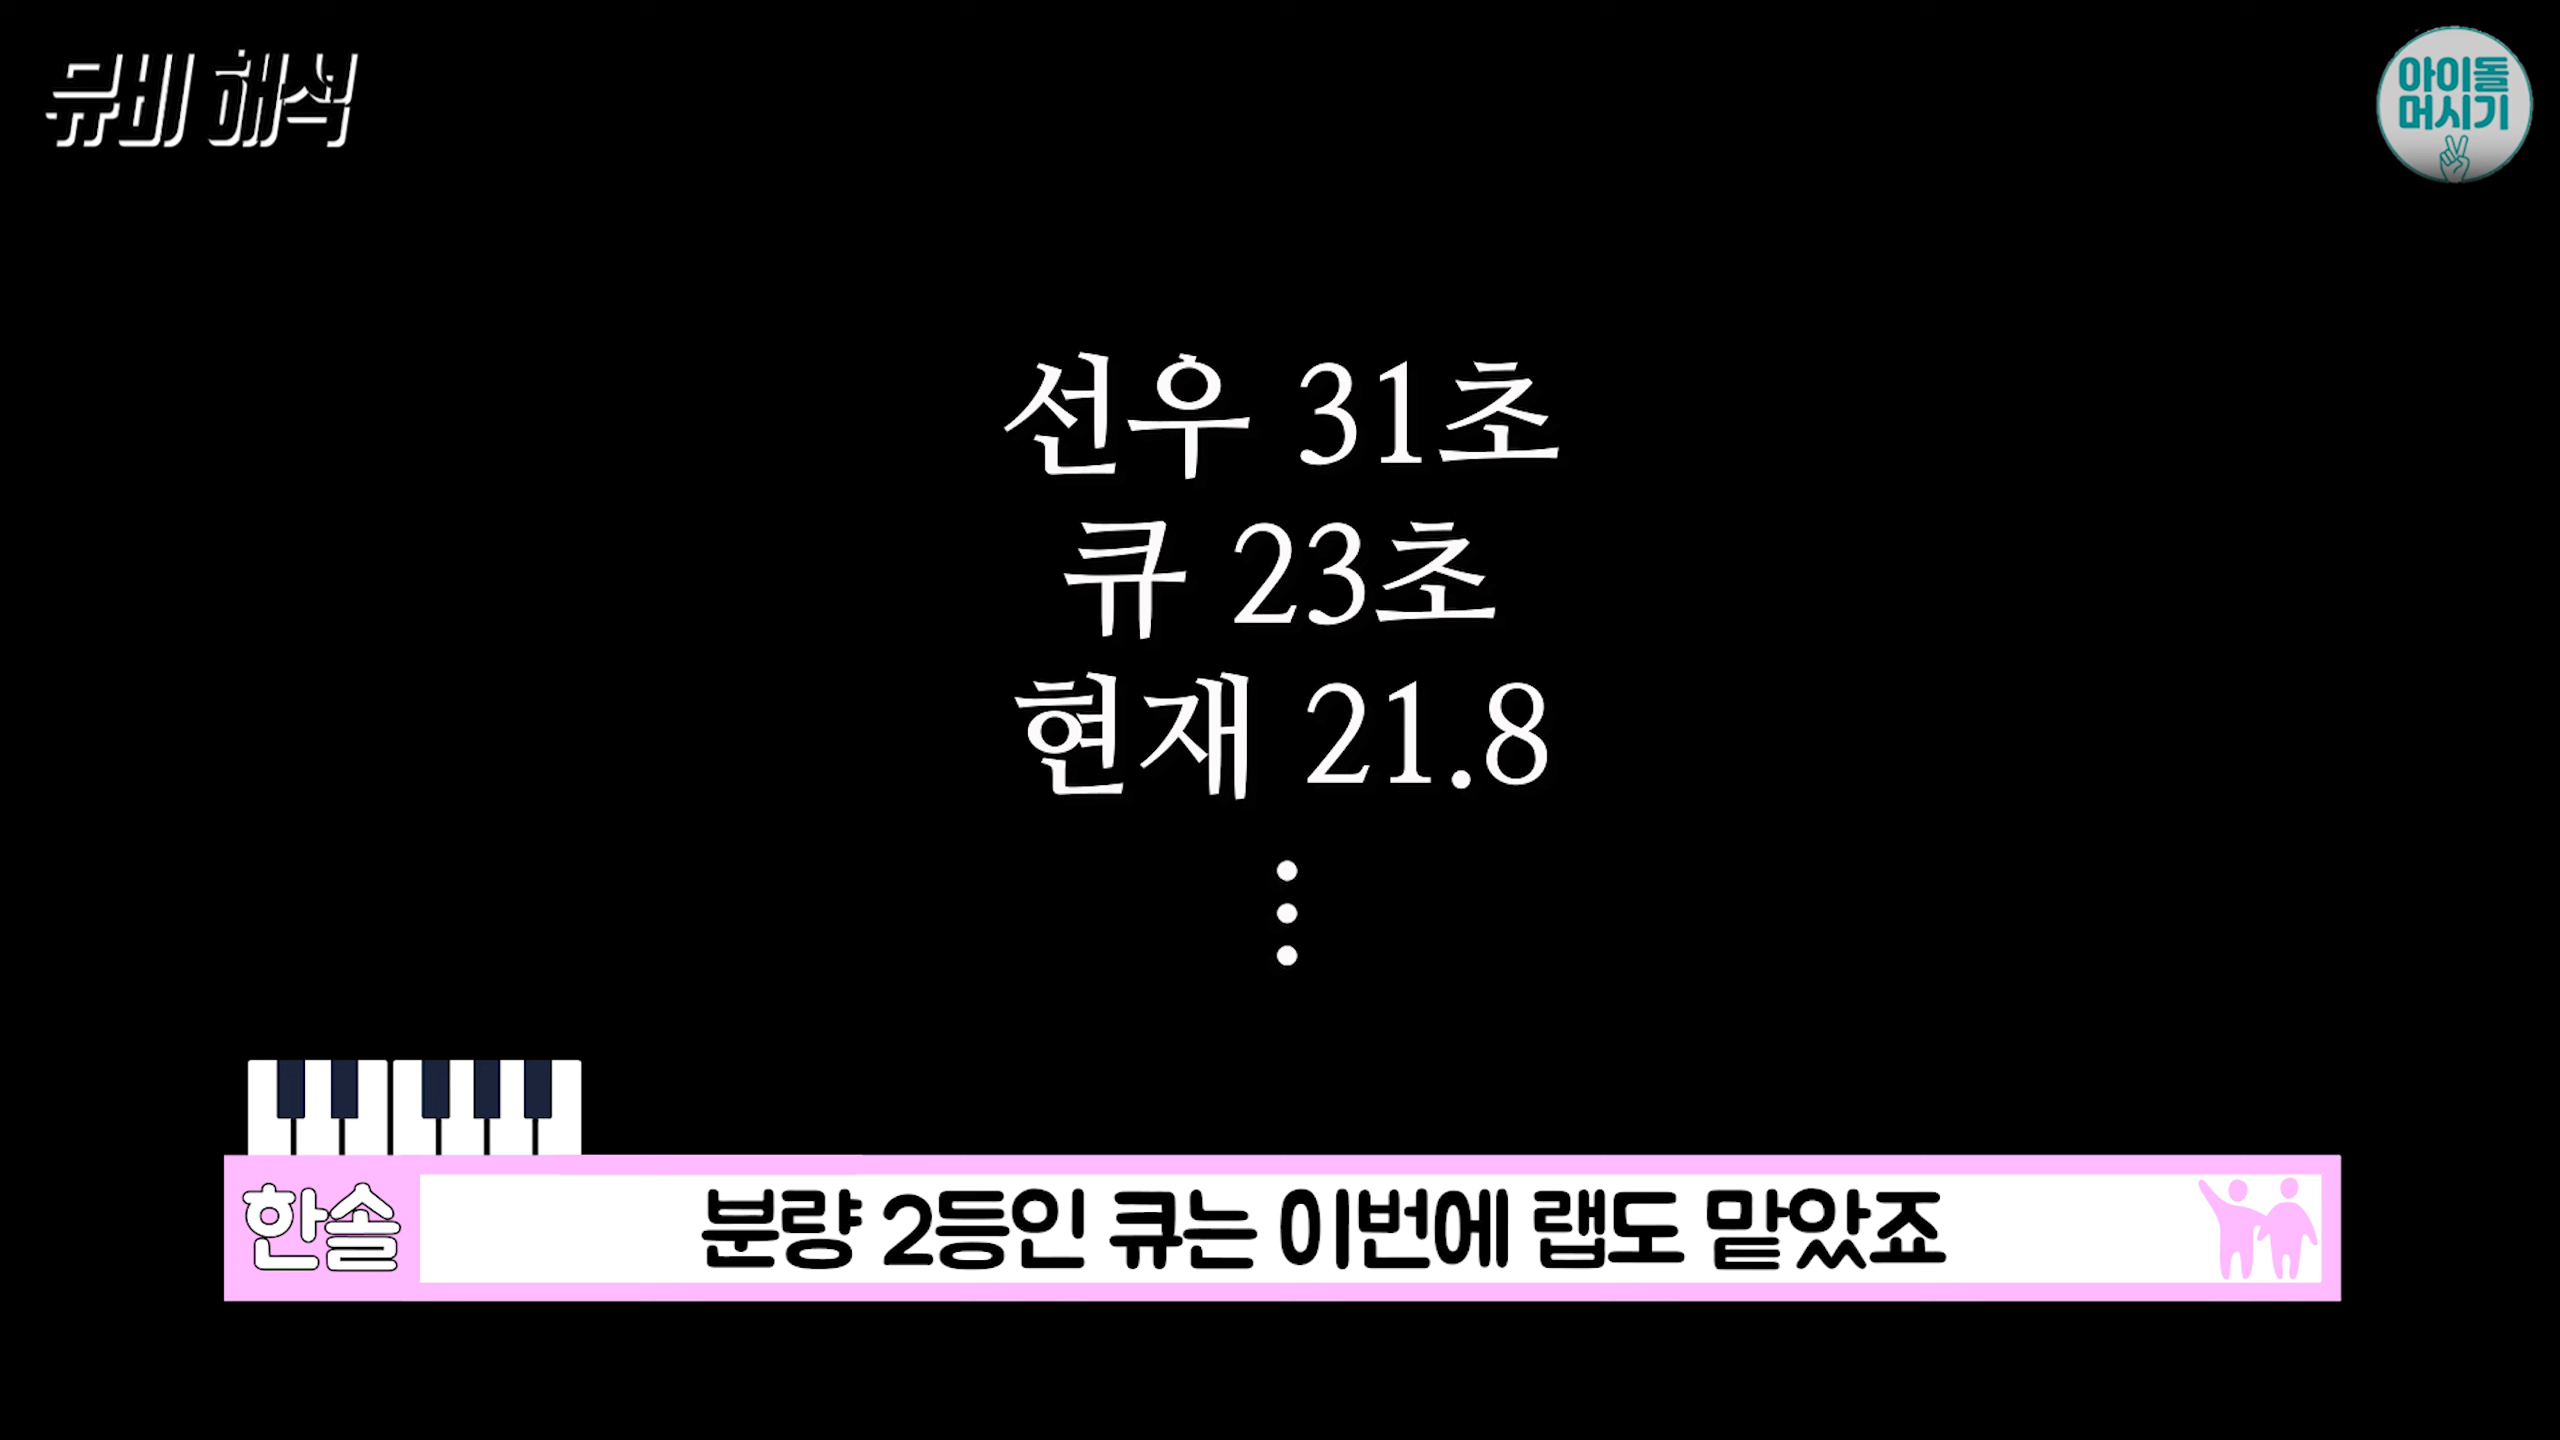 뮤비 해석
아이돌
머시기
선우 31초
큐 23초
현재 21.8
한솔
분량 2등인 큐는 이번에 랩도 맡았죠